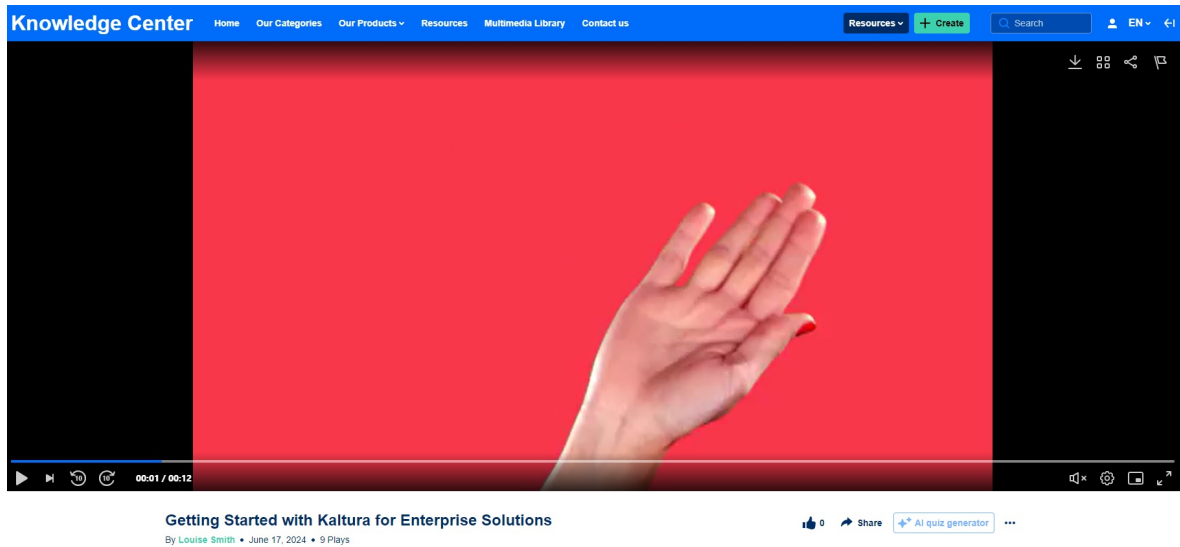 Knowledge Center Home Our Categories Our Products Resources Multimedia Library Contact us Resources + Create Search EN
10 10 00:01 / 00:12
Getting Started with Kaltura for Enterprise Solutions 0 Share AI quiz generator ...
By Louise Smith • June 17, 2024 • 9 Plays